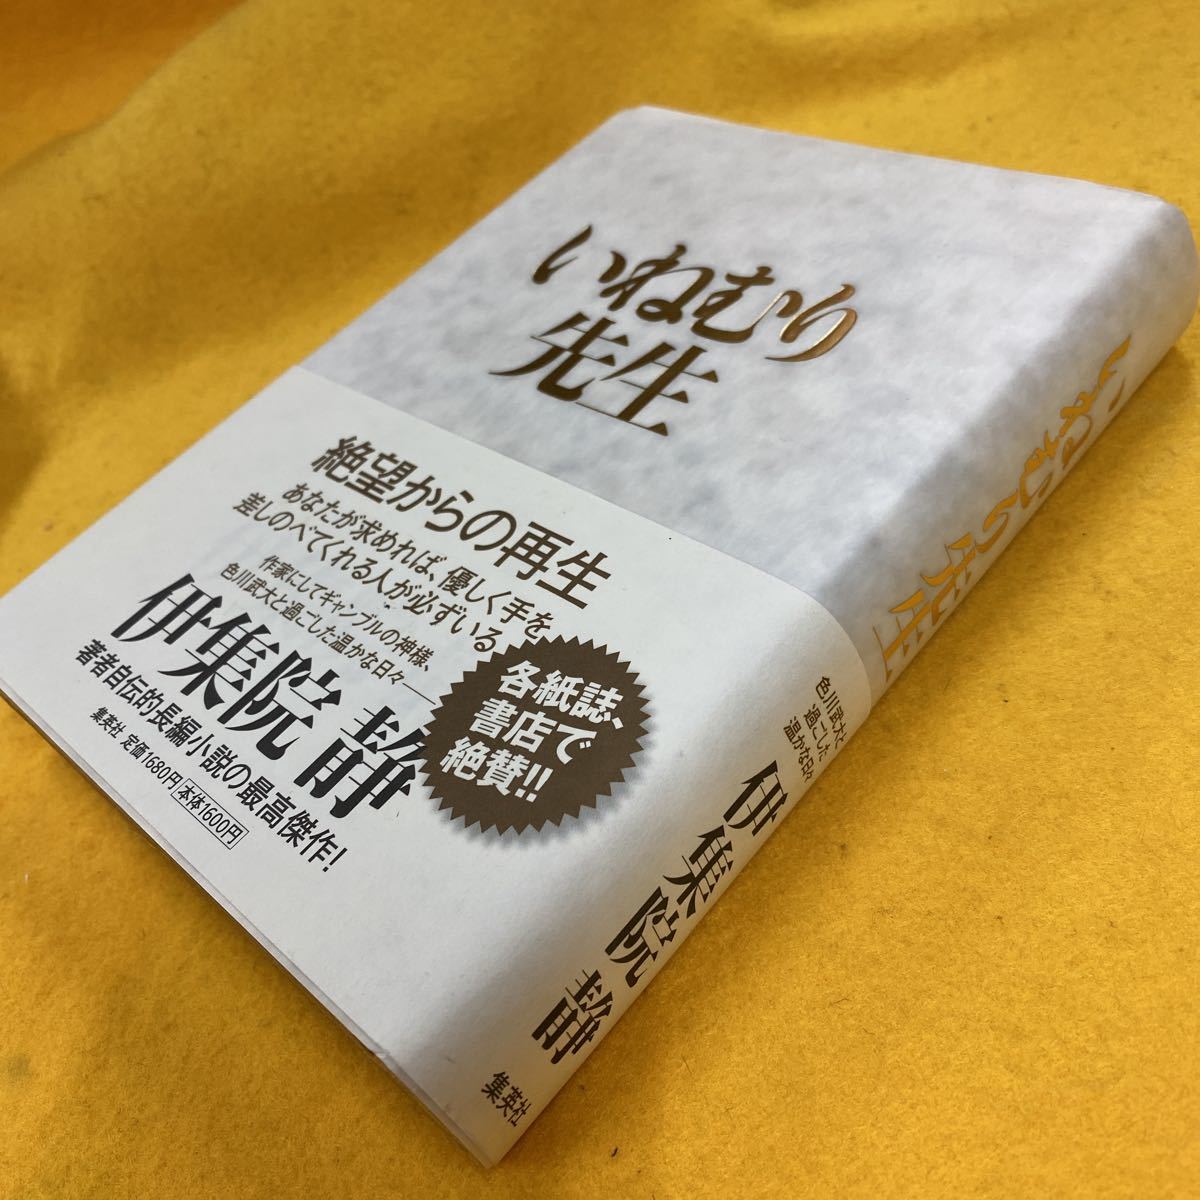 いねむり
先生
絶望からの再生
あなたが求めれば、優しく手を
差しのべてくれる人が必ずいる
作家にしてギャンブルの神様、
色川武大と過ごした温かな日々――
伊集院 静
著者自伝的長編小説の最高傑作!
集英社 定価1680円 本体1600円
各紙誌、
書店で
絶賛!!
いねむり先生
色川武大と
過ごした
温かな日々
伊集院 静
集英社